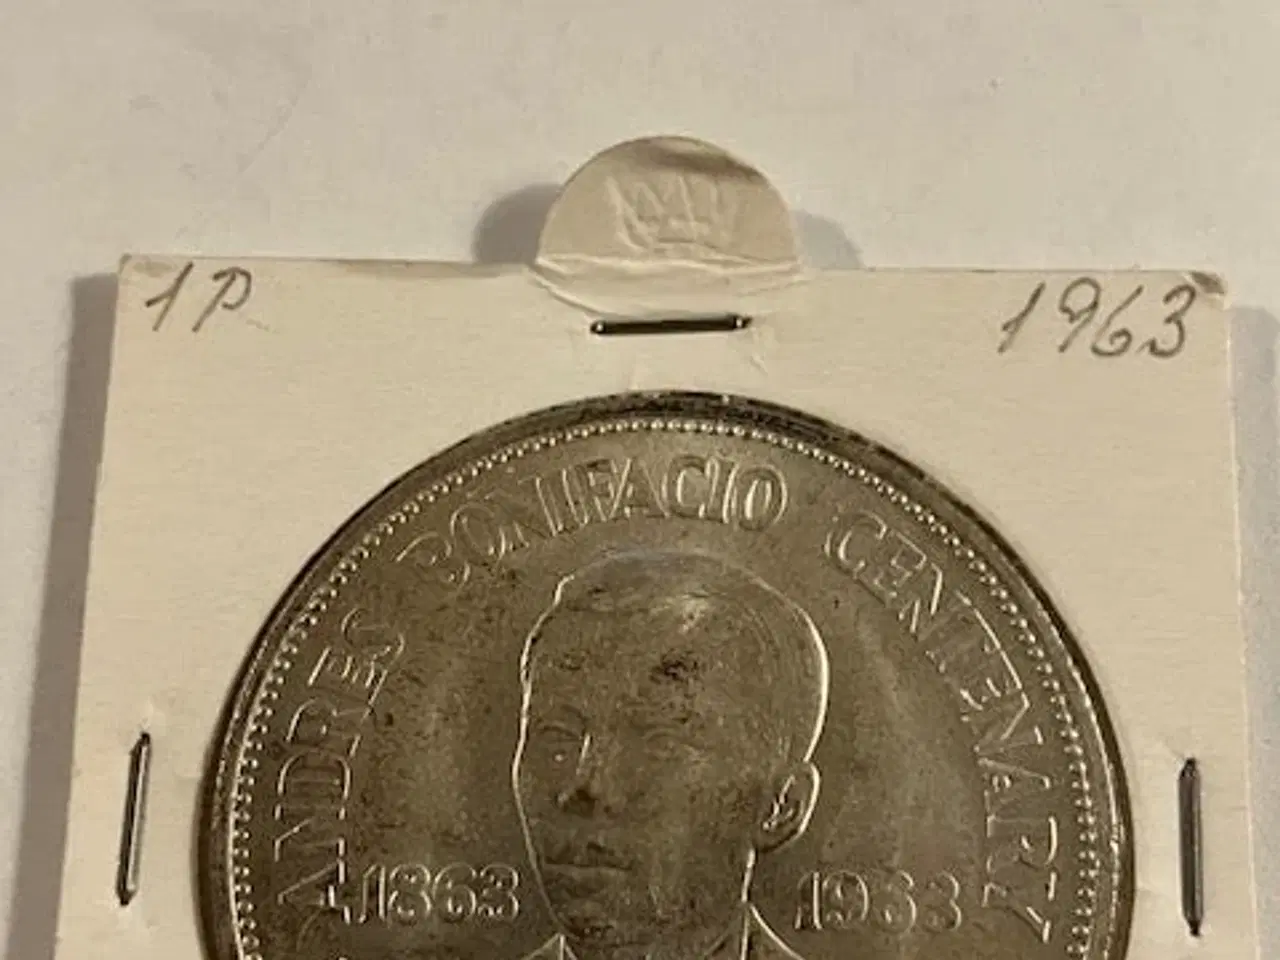 1P 1963
ANDRES BONIFACIO CENTENARY
1863 1963